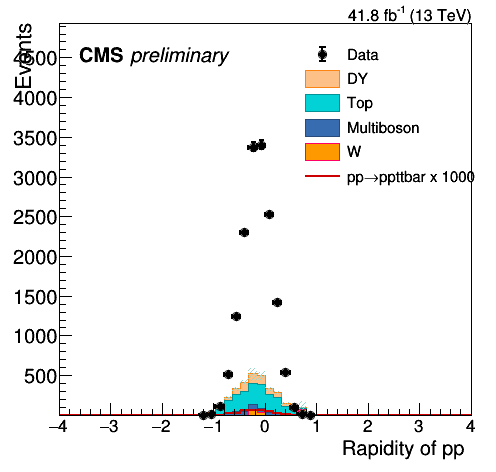 41.8 fb⁻¹ (13 TeV)
Events
CMS preliminary
Data
DY
Top
Multiboson
W
pp→ppttbar x 1000
4500
4000
3500
3000
2500
2000
1500
1000
500
−4 −3 −2 −1 0 1 2 3 4
Rapidity of pp